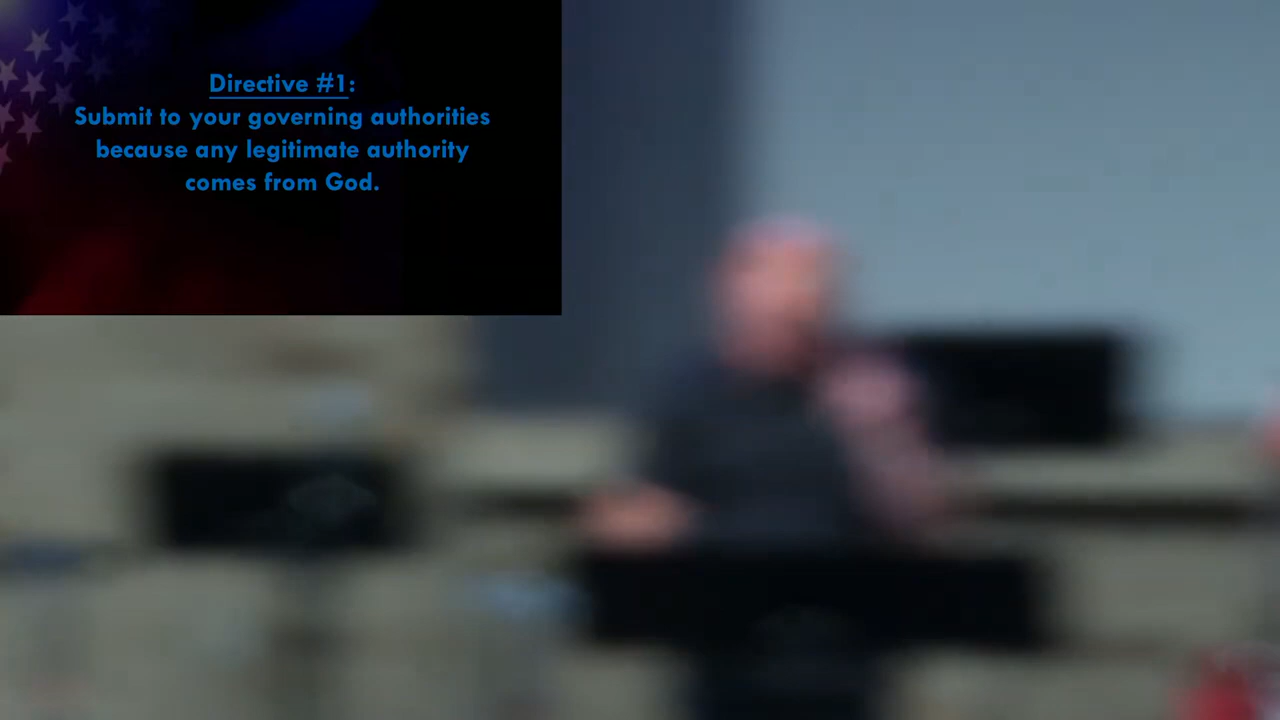 Directive #1:
Submit to your governing authorities
because any legitimate authority
comes from God.